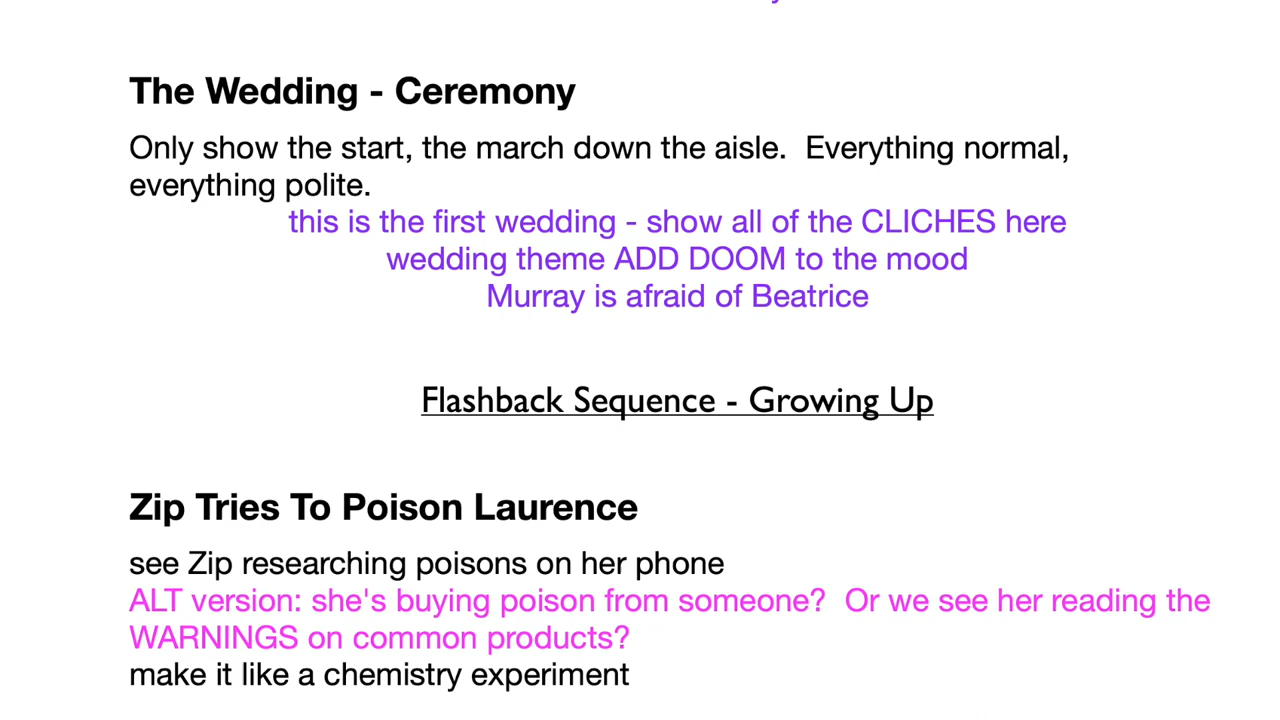 The Wedding - Ceremony
Only show the start, the march down the aisle.  Everything normal,
everything polite.
this is the first wedding - show all of the CLICHES here
wedding theme ADD DOOM to the mood
Murray is afraid of Beatrice
Flashback Sequence - Growing Up
Zip Tries To Poison Laurence
see Zip researching poisons on her phone
ALT version: she's buying poison from someone?  Or we see her reading the
WARNINGS on common products?
make it like a chemistry experiment